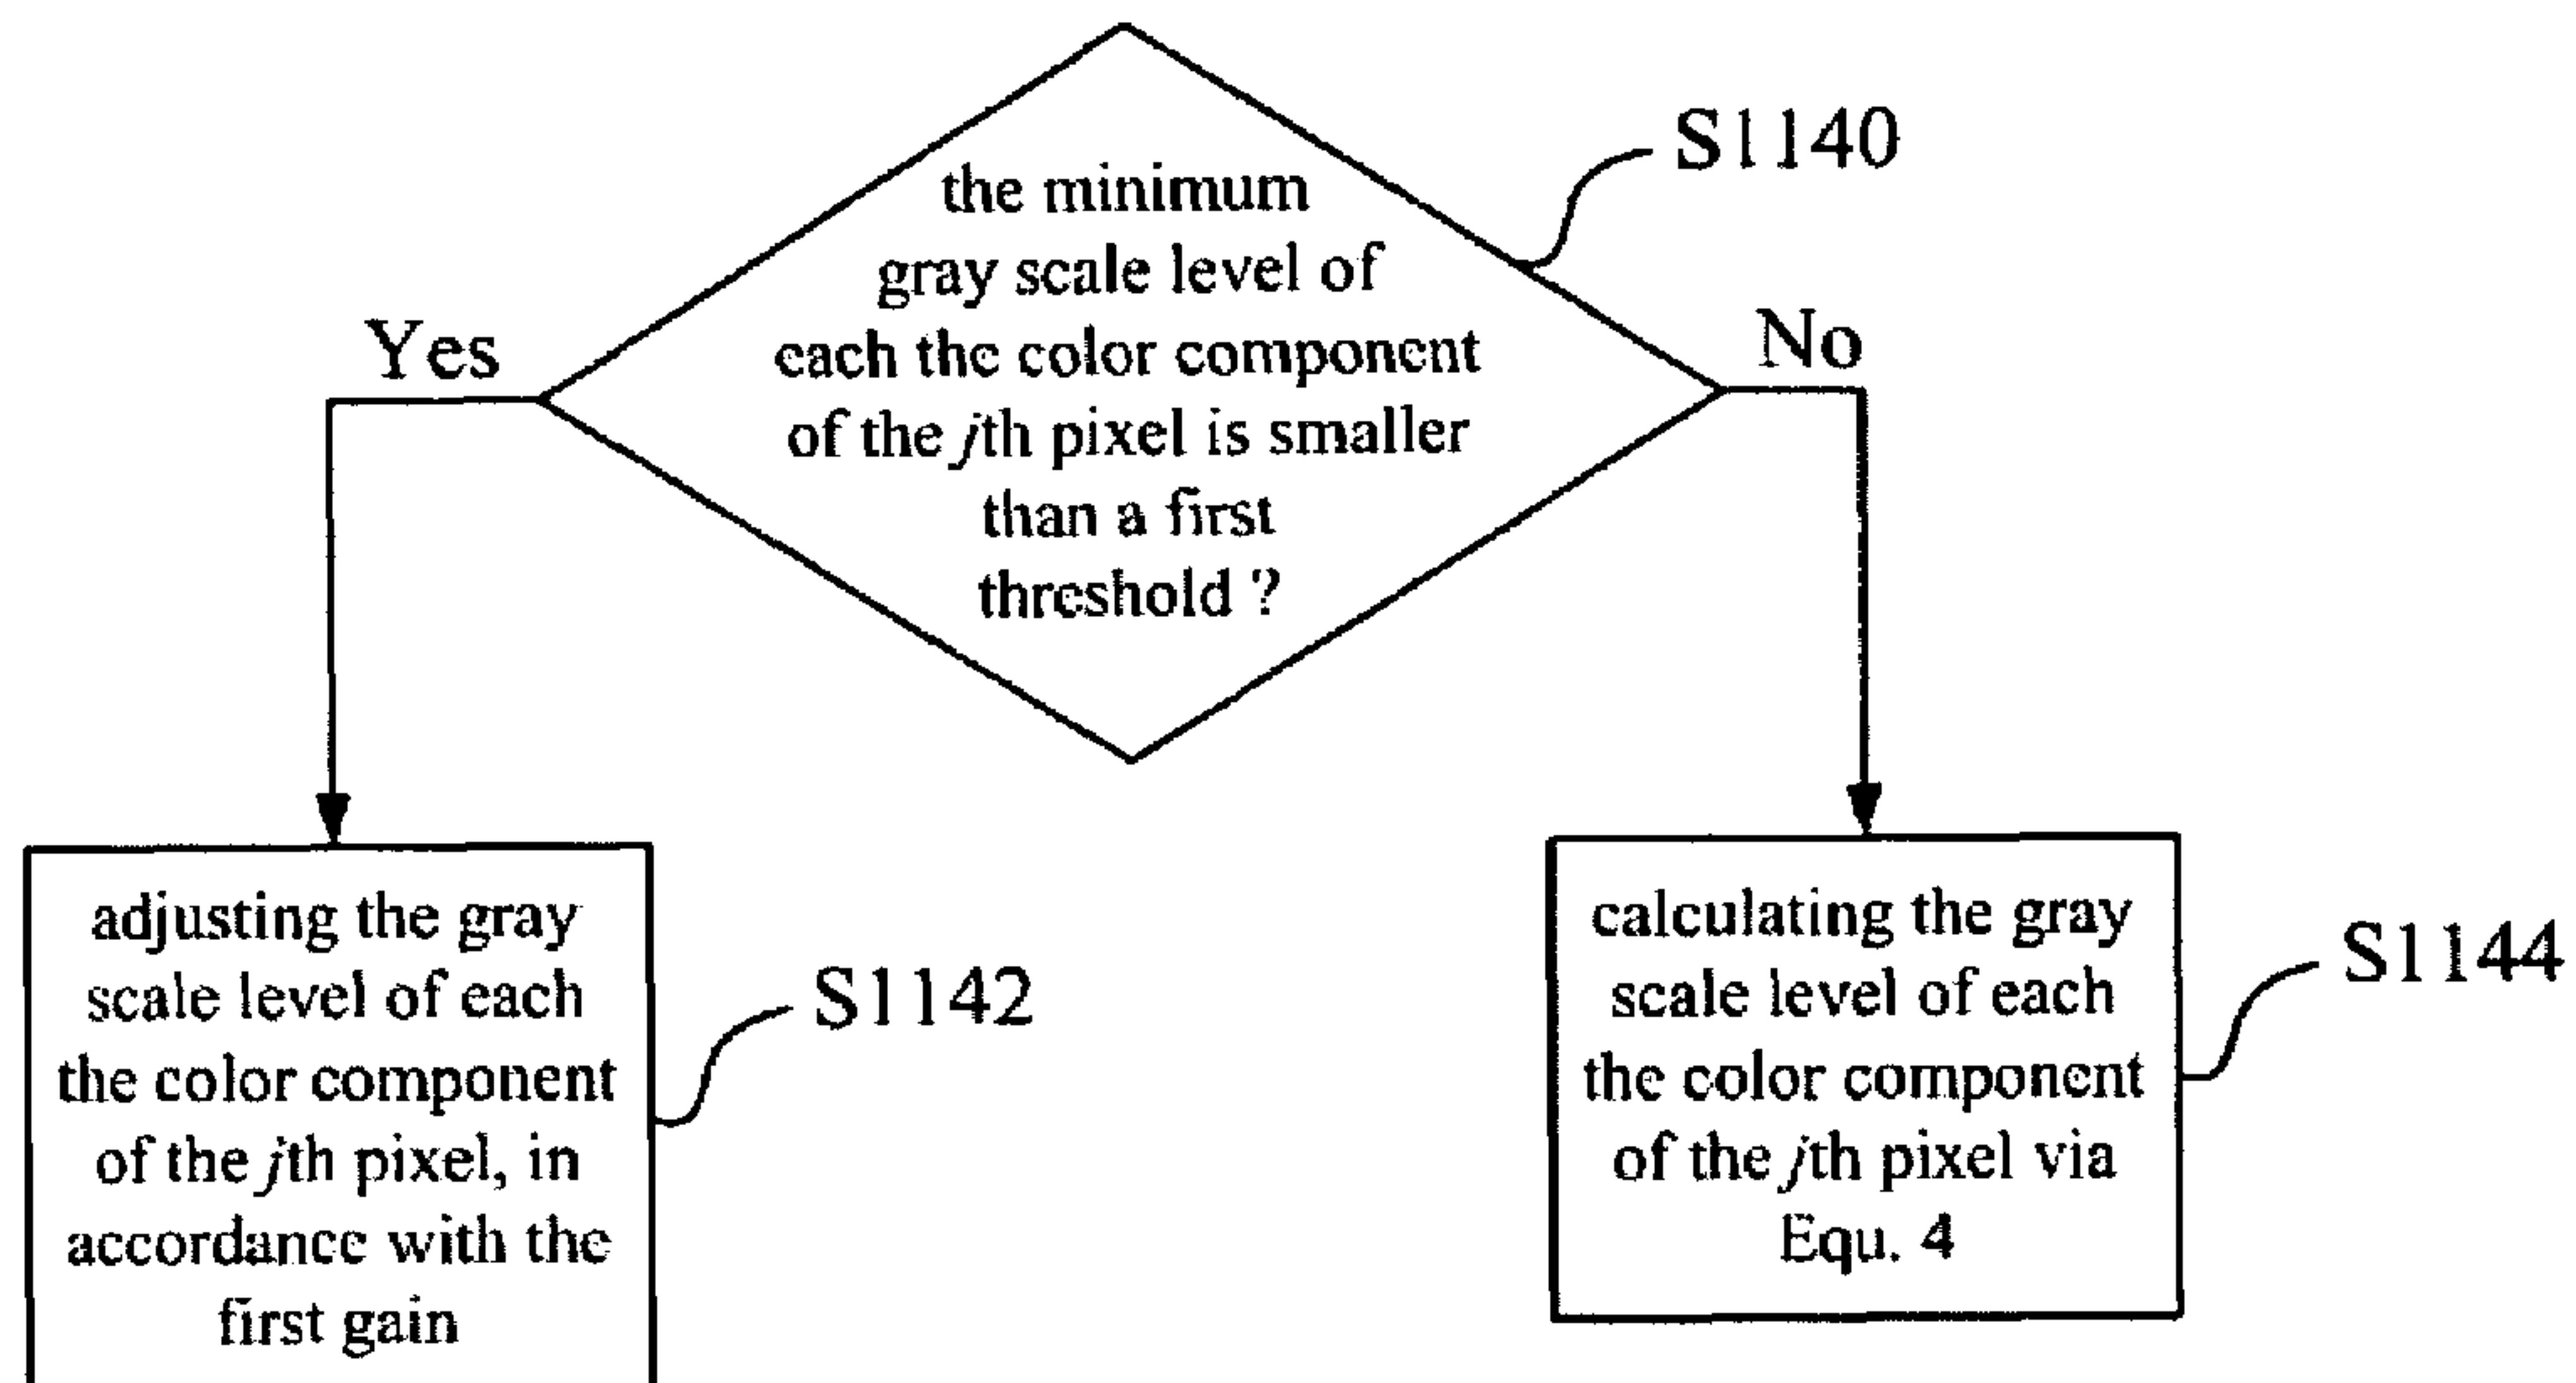 S1140
the minimum
gray scale level of
each the color component
of the jth pixel is smaller
than a first
threshold ?
Yes
No
adjusting the gray
scale level of each
the color component
of the jth pixel, in
accordance with the
first gain
S1142
calculating the gray
scale level of each
the color component
of the jth pixel via
Equ. 4
S1144